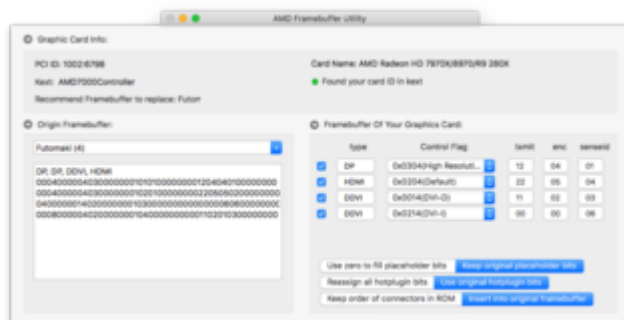 AMD Framebuffer Utility
Graphic Card Info:
PCI ID: 1002:6798
Card Name: AMD Radeon HD 7970X/8970/R9 280X
Kext: AMD7000Controller
Found your card ID in kext
Recommend Framebuffer to replace: Futomaki
Origin Framebuffer:
Framebuffer Of Your Graphics Card:
Futomaki (4)
type Control Flag txmit enc senseid
DP, DP, DDVI, HDMI
DP 0x0304(High Resoluti... 12 04 01
HDMI 0x0204(Default) 22 05 04
DDVI 0x0014(DVI-D) 11 02 03
DDVI 0x0214(DVI-I) 00 00 06
Use zero to fill placeholder bits Keep original placeholder bits
Reassign all hotplugin bits Use original hotplugin bits
Keep order of connectors in ROM Insert into original framebuffer